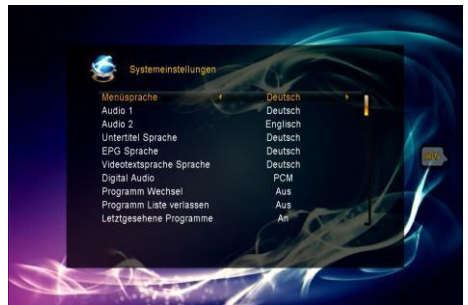 Systemeinstellungen
Menüsprache Deutsch
Audio 1 Deutsch
Audio 2 Englisch
Untertitel Sprache Deutsch
EPG Sprache Deutsch
Videotextsprache Sprache Deutsch
Digital Audio PCM
Programm Wechsel Aus
Programm Liste verlassen Aus
Letztgesehene Programme An